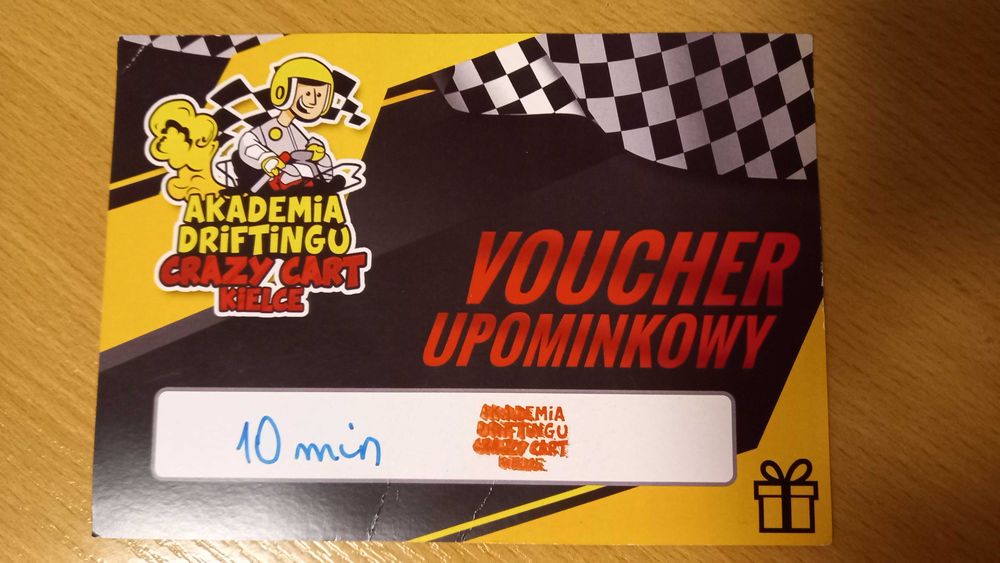 AKADEMiA
DRiFTiNGU
CRAZY CART
KiELCE
VOUCHER
UPOMINKOWY
10 min
AKADEMiA
DRiFTiNGU
CRAZY CART
KiELCE